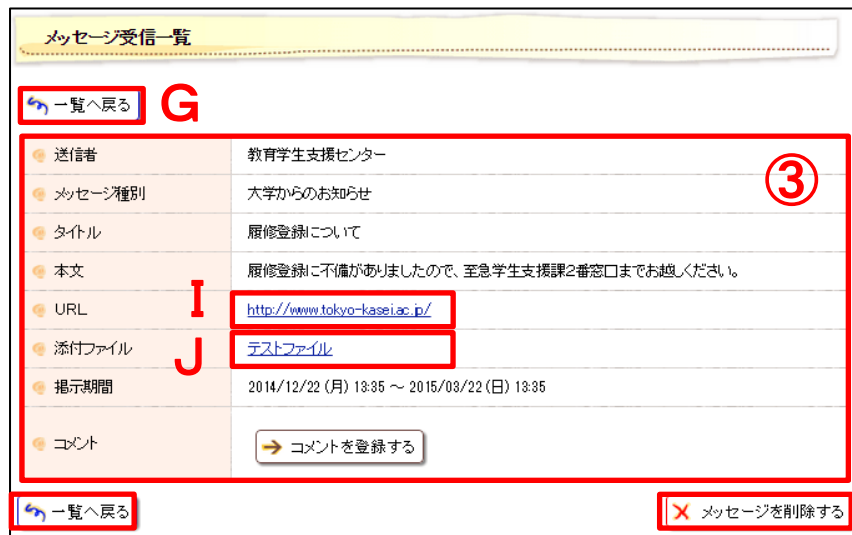 メッセージ受信一覧
一覧へ戻る G
③
送信者 教育学生支援センター
メッセージ種別 大学からのお知らせ
タイトル 履修登録について
本文 履修登録に不備がありましたので、至急学生支援課2番窓口までお越しください。
URL I http://www.tokyo-kasei.ac.jp/
添付ファイル J テストファイル
掲示期間 2014/12/22 (月) 13:35 ～ 2015/03/22 (日) 13:35
コメント コメントを登録する
一覧へ戻る メッセージを削除する